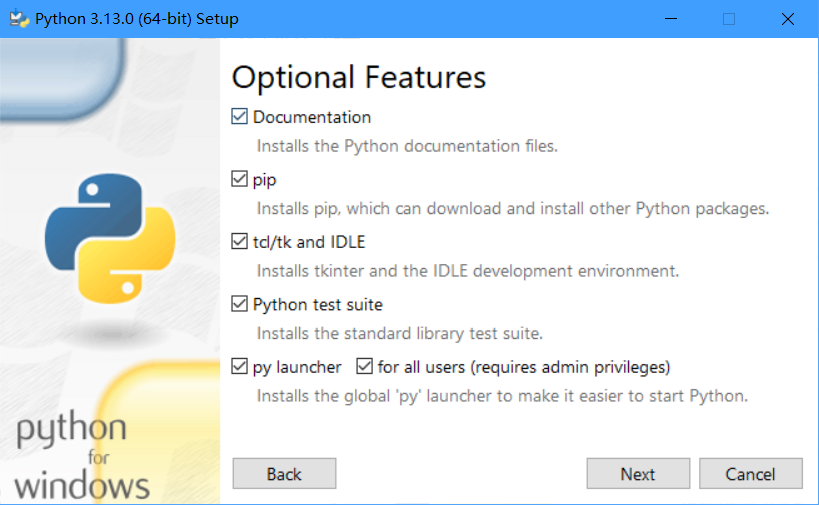 Python 3.13.0 (64-bit) Setup
Optional Features
Documentation
Installs the Python documentation files.
pip
Installs pip, which can download and install other Python packages.
tcl/tk and IDLE
Installs tkinter and the IDLE development environment.
Python test suite
Installs the standard library test suite.
py launcher for all users (requires admin privileges)
Installs the global 'py' launcher to make it easier to start Python.
python
for
windows
Back Next Cancel